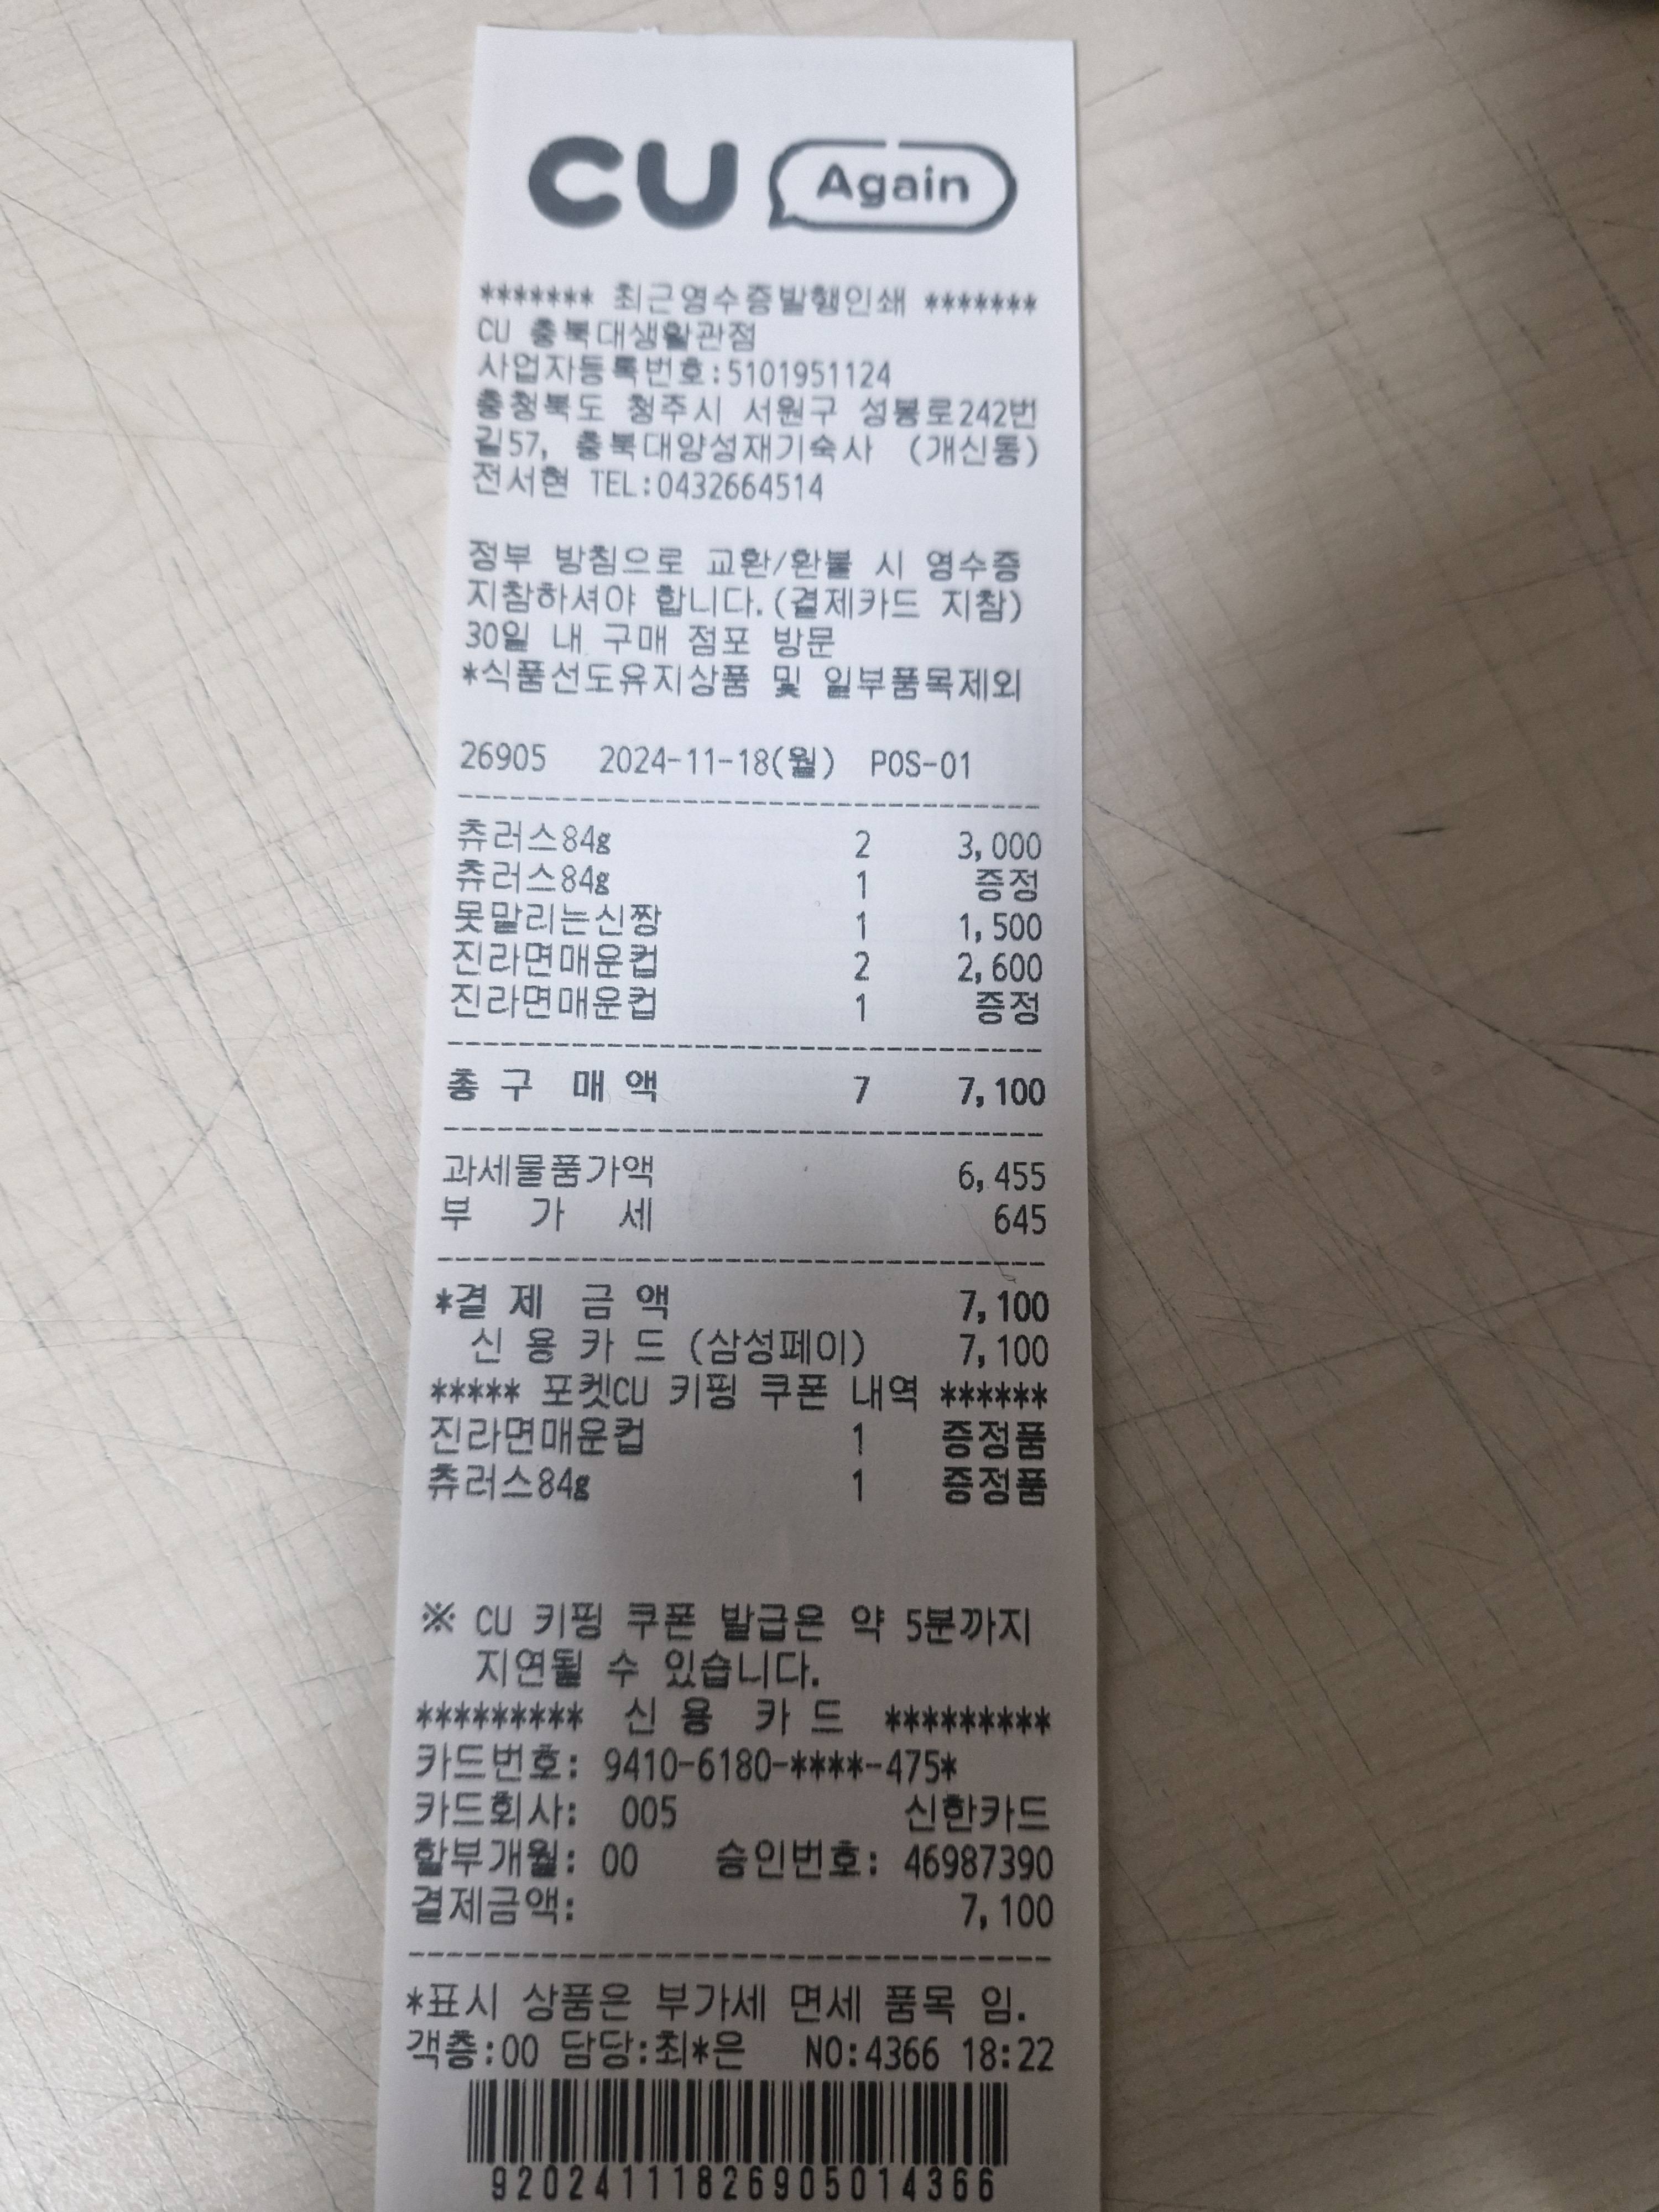 CU Again
******* 최근영수증발행인쇄 *******
CU 충북대생활관점
사업자등록번호:5101951124
충청북도 청주시 서원구 성봉로242번
길57, 충북대양성재기숙사 (개신동)
전서현 TEL:0432664514
정부 방침으로 교환/환불 시 영수증
지참하셔야 합니다.(결제카드 지참)
30일 내 구매 점포 방문
*식품선도유지상품 및 일부품목제외
26905 2024-11-18(월) POS-01
츄러스84g 2 3,000
츄러스84g 1 증정
못말리는신짱 1 1,500
진라면매운컵 2 2,600
진라면매운컵 1 증정
총 구 매 액 7 7,100
과세물품가액 6,455
부 가 세 645
*결 제 금 액 7,100
신 용 카 드 (삼성페이) 7,100
***** 포켓CU 키핑 쿠폰 내역 ******
진라면매운컵 1 증정품
츄러스84g 1 증정품
※ CU 키핑 쿠폰 발급은 약 5분까지
지연될 수 있습니다.
********* 신 용 카 드 *********
카드번호: 9410-6180-****-475*
카드회사: 005 신한카드
할부개월: 00 승인번호: 46987390
결제금액: 7,100
*표시 상품은 부가세 면세 품목 임.
객층:00 담당:최*은 NO:4366 18:22
92024111826905014366